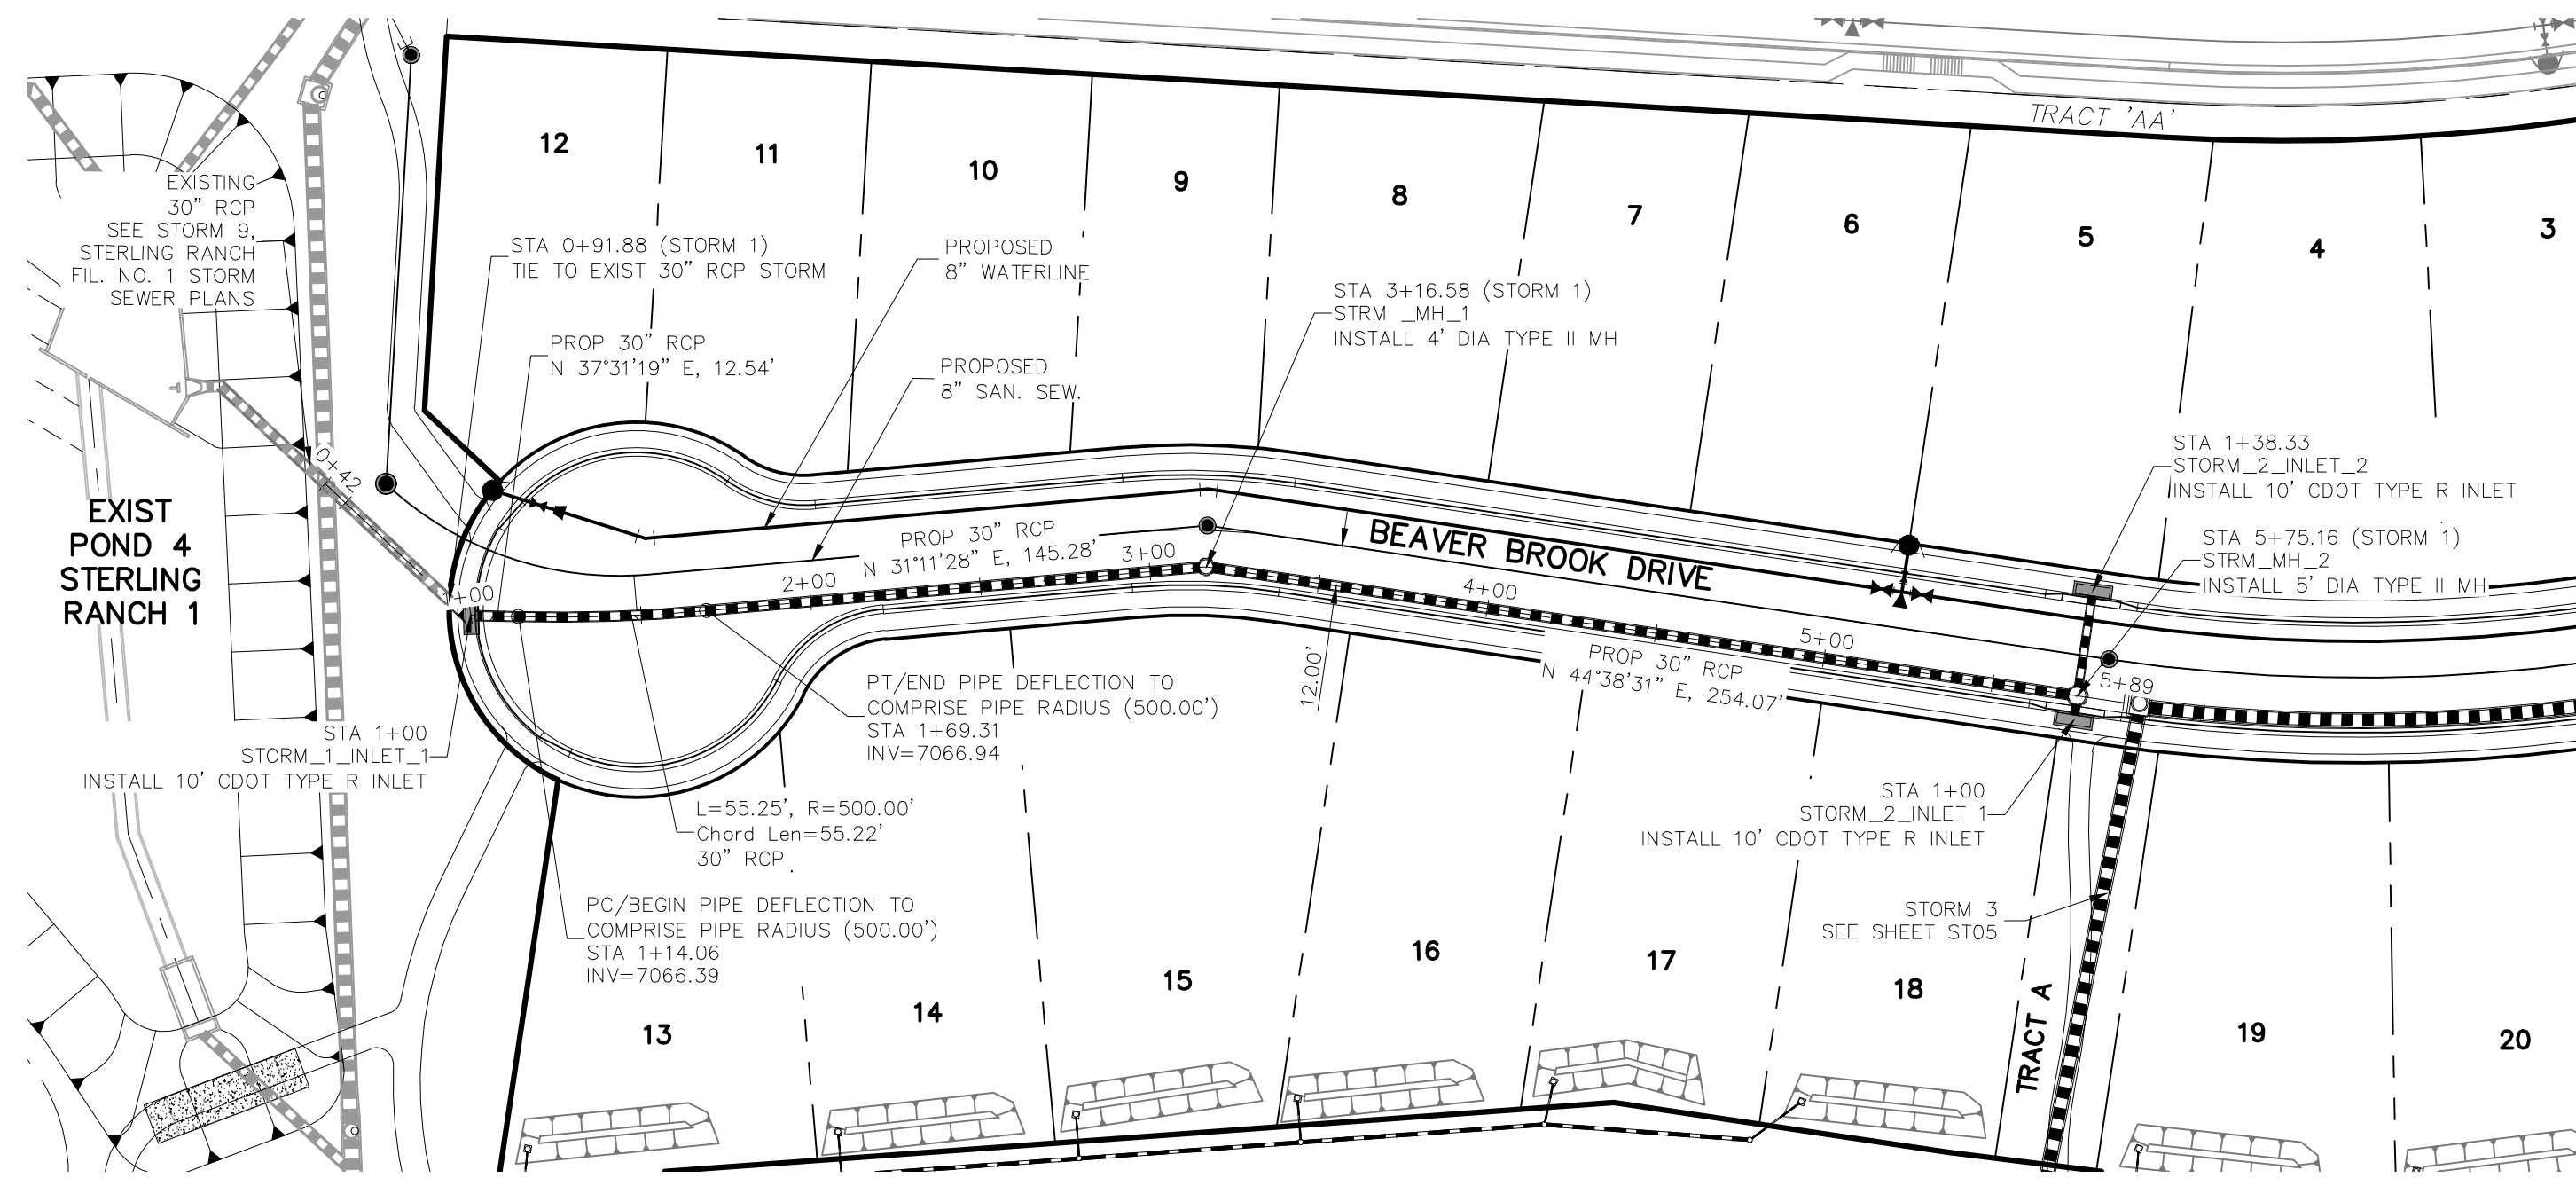 TRACT 'AA'
12
11
10
9
8
7
6
5
4
3
EXISTING
30" RCP
SEE STORM 9,
STERLING RANCH
FIL. NO. 1 STORM
SEWER PLANS
STA 0+91.88 (STORM 1)
TIE TO EXIST 30" RCP STORM
PROPOSED
8" WATERLINE
STA 3+16.58 (STORM 1)
STRM _MH_1
INSTALL 4' DIA TYPE II MH
PROP 30" RCP
N 37°31'19" E, 12.54'
PROPOSED
8" SAN. SEW.
STA 1+38.33
STORM_2_INLET_2
INSTALL 10' CDOT TYPE R INLET
STA 5+75.16 (STORM 1)
STRM_MH_2
INSTALL 5' DIA TYPE II MH
0+42
EXIST
POND 4
STERLING
RANCH 1
1+00
2+00
PROP 30" RCP
N 31°11'28" E, 145.28'
3+00
BEAVER BROOK DRIVE
4+00
5+00
5+89
12.00'
PROP 30" RCP
N 44°38'31" E, 254.07'
PT/END PIPE DEFLECTION TO
COMPRISE PIPE RADIUS (500.00')
STA 1+69.31
INV=7066.94
STA 1+00
STORM_1_INLET_1
INSTALL 10' CDOT TYPE R INLET
L=55.25', R=500.00'
Chord Len=55.22'
30" RCP
STA 1+00
STORM_2_INLET 1
INSTALL 10' CDOT TYPE R INLET
PC/BEGIN PIPE DEFLECTION TO
COMPRISE PIPE RADIUS (500.00')
STA 1+14.06
INV=7066.39
STORM 3
SEE SHEET ST05
13
14
15
16
17
18
TRACT A
19
20